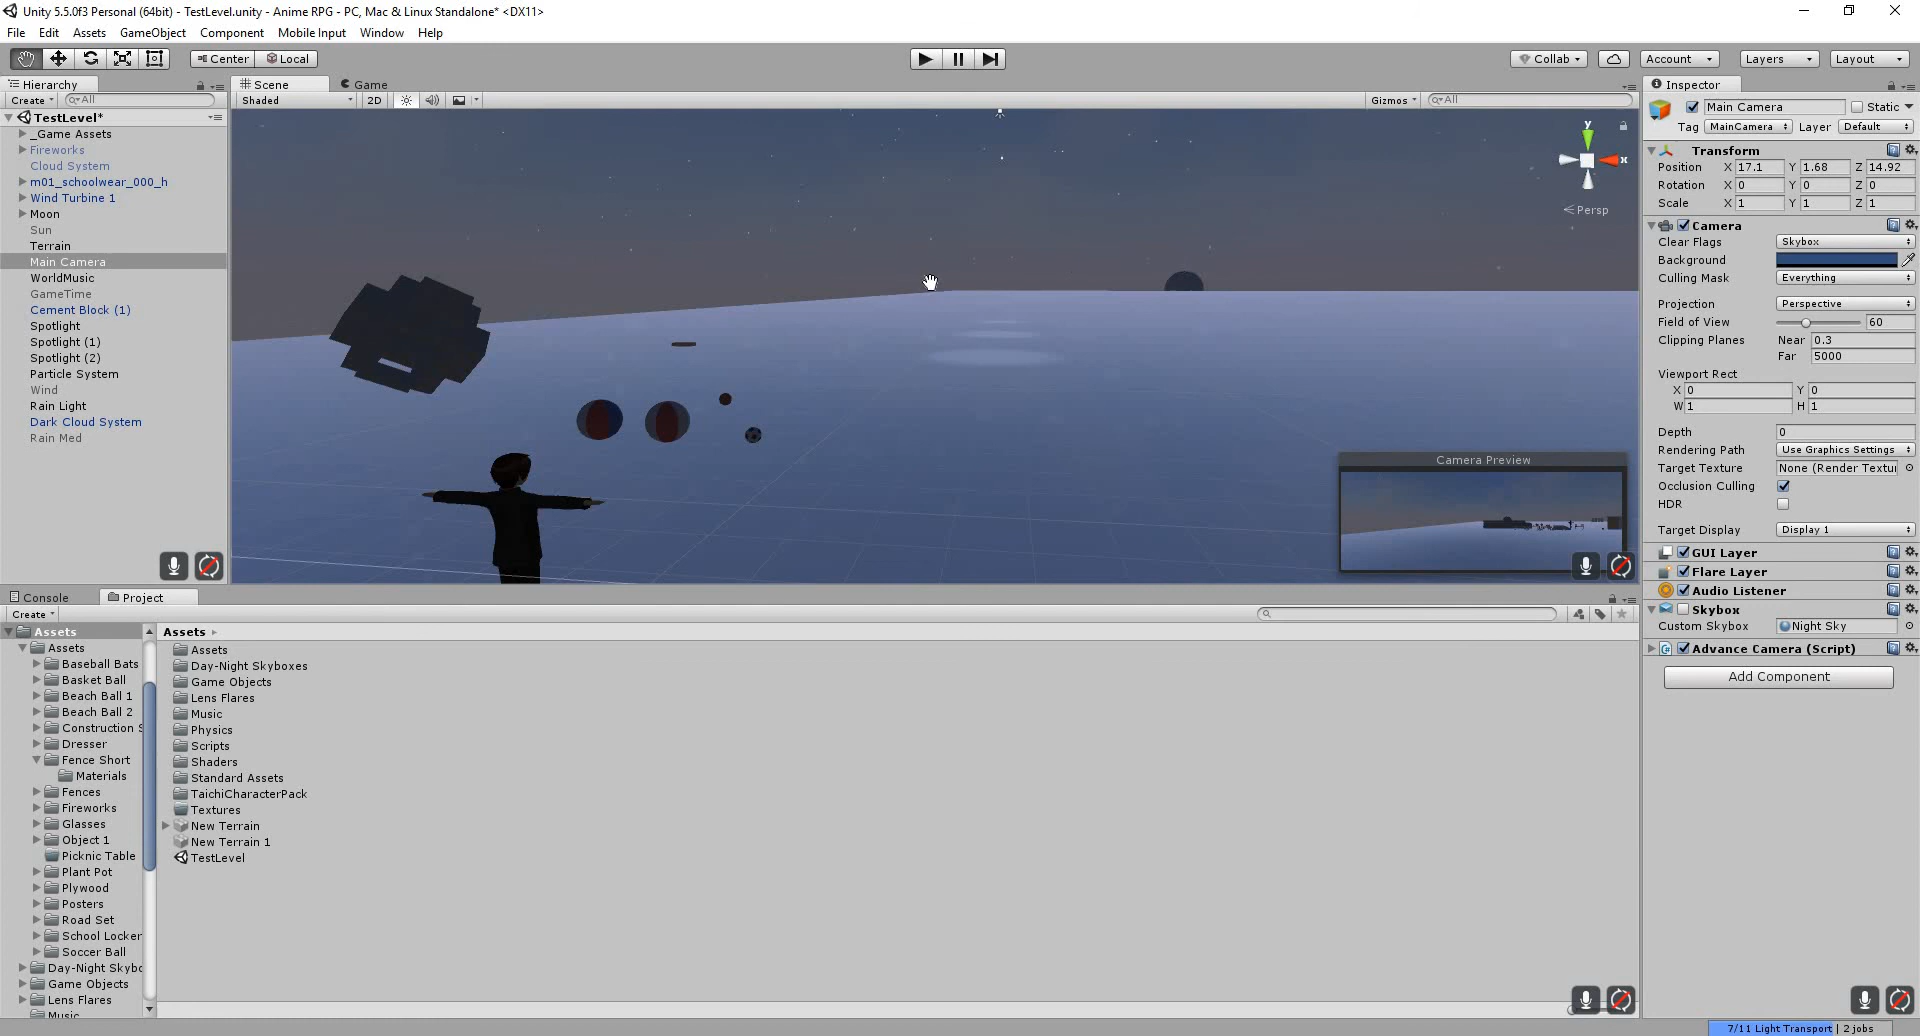 Unity 5.5.0f3 Personal (64bit) - TestLevel.unity - Anime RPG - PC, Mac & Linux Standalone* <DX11>
File Edit Assets GameObject Component Mobile Input Window Help
Center Local Collab Account Layers Layout
Hierarchy
Create All
TestLevel*
_Game Assets
Fireworks
Cloud System
m01_schoolwear_000_h
Wind Turbine 1
Moon
Sun
Terrain
Main Camera
WorldMusic
GameTime
Cement Block (1)
Spotlight
Spotlight (1)
Spotlight (2)
Particle System
Wind
Rain Light
Dark Cloud System
Rain Med
Scene Game
Shaded 2D Gizmos All
y
x
Persp
Camera Preview
Inspector
Main Camera Static
Tag MainCamera Layer Default
Transform
Position X 17.1 Y 1.68 Z 14.92
Rotation X 0 Y 0 Z 0
Scale X 1 Y 1 Z 1
Camera
Clear Flags Skybox
Background
Culling Mask Everything
Projection Perspective
Field of View 60
Clipping Planes Near 0.3
Far 5000
Viewport Rect
X 0 Y 0
W 1 H 1
Depth 0
Rendering Path Use Graphics Settings
Target Texture None (Render Textu
Occlusion Culling
HDR
Target Display Display 1
GUI Layer
Flare Layer
Audio Listener
Skybox
Custom Skybox Night Sky
Advance Camera (Script)
Add Component
Console Project
Create
Assets
Assets
Baseball Bats
Basket Ball
Beach Ball 1
Beach Ball 2
Construction S
Dresser
Fence Short
Materials
Fences
Fireworks
Glasses
Object 1
Picknic Table
Plant Pot
Plywood
Posters
Road Set
School Locker
Soccer Ball
Day-Night Skybo
Game Objects
Lens Flares
Music
Assets
Assets
Day-Night Skyboxes
Game Objects
Lens Flares
Music
Physics
Scripts
Shaders
Standard Assets
TaichiCharacterPack
Textures
New Terrain
New Terrain 1
TestLevel
7/11 Light Transport | 2 jobs